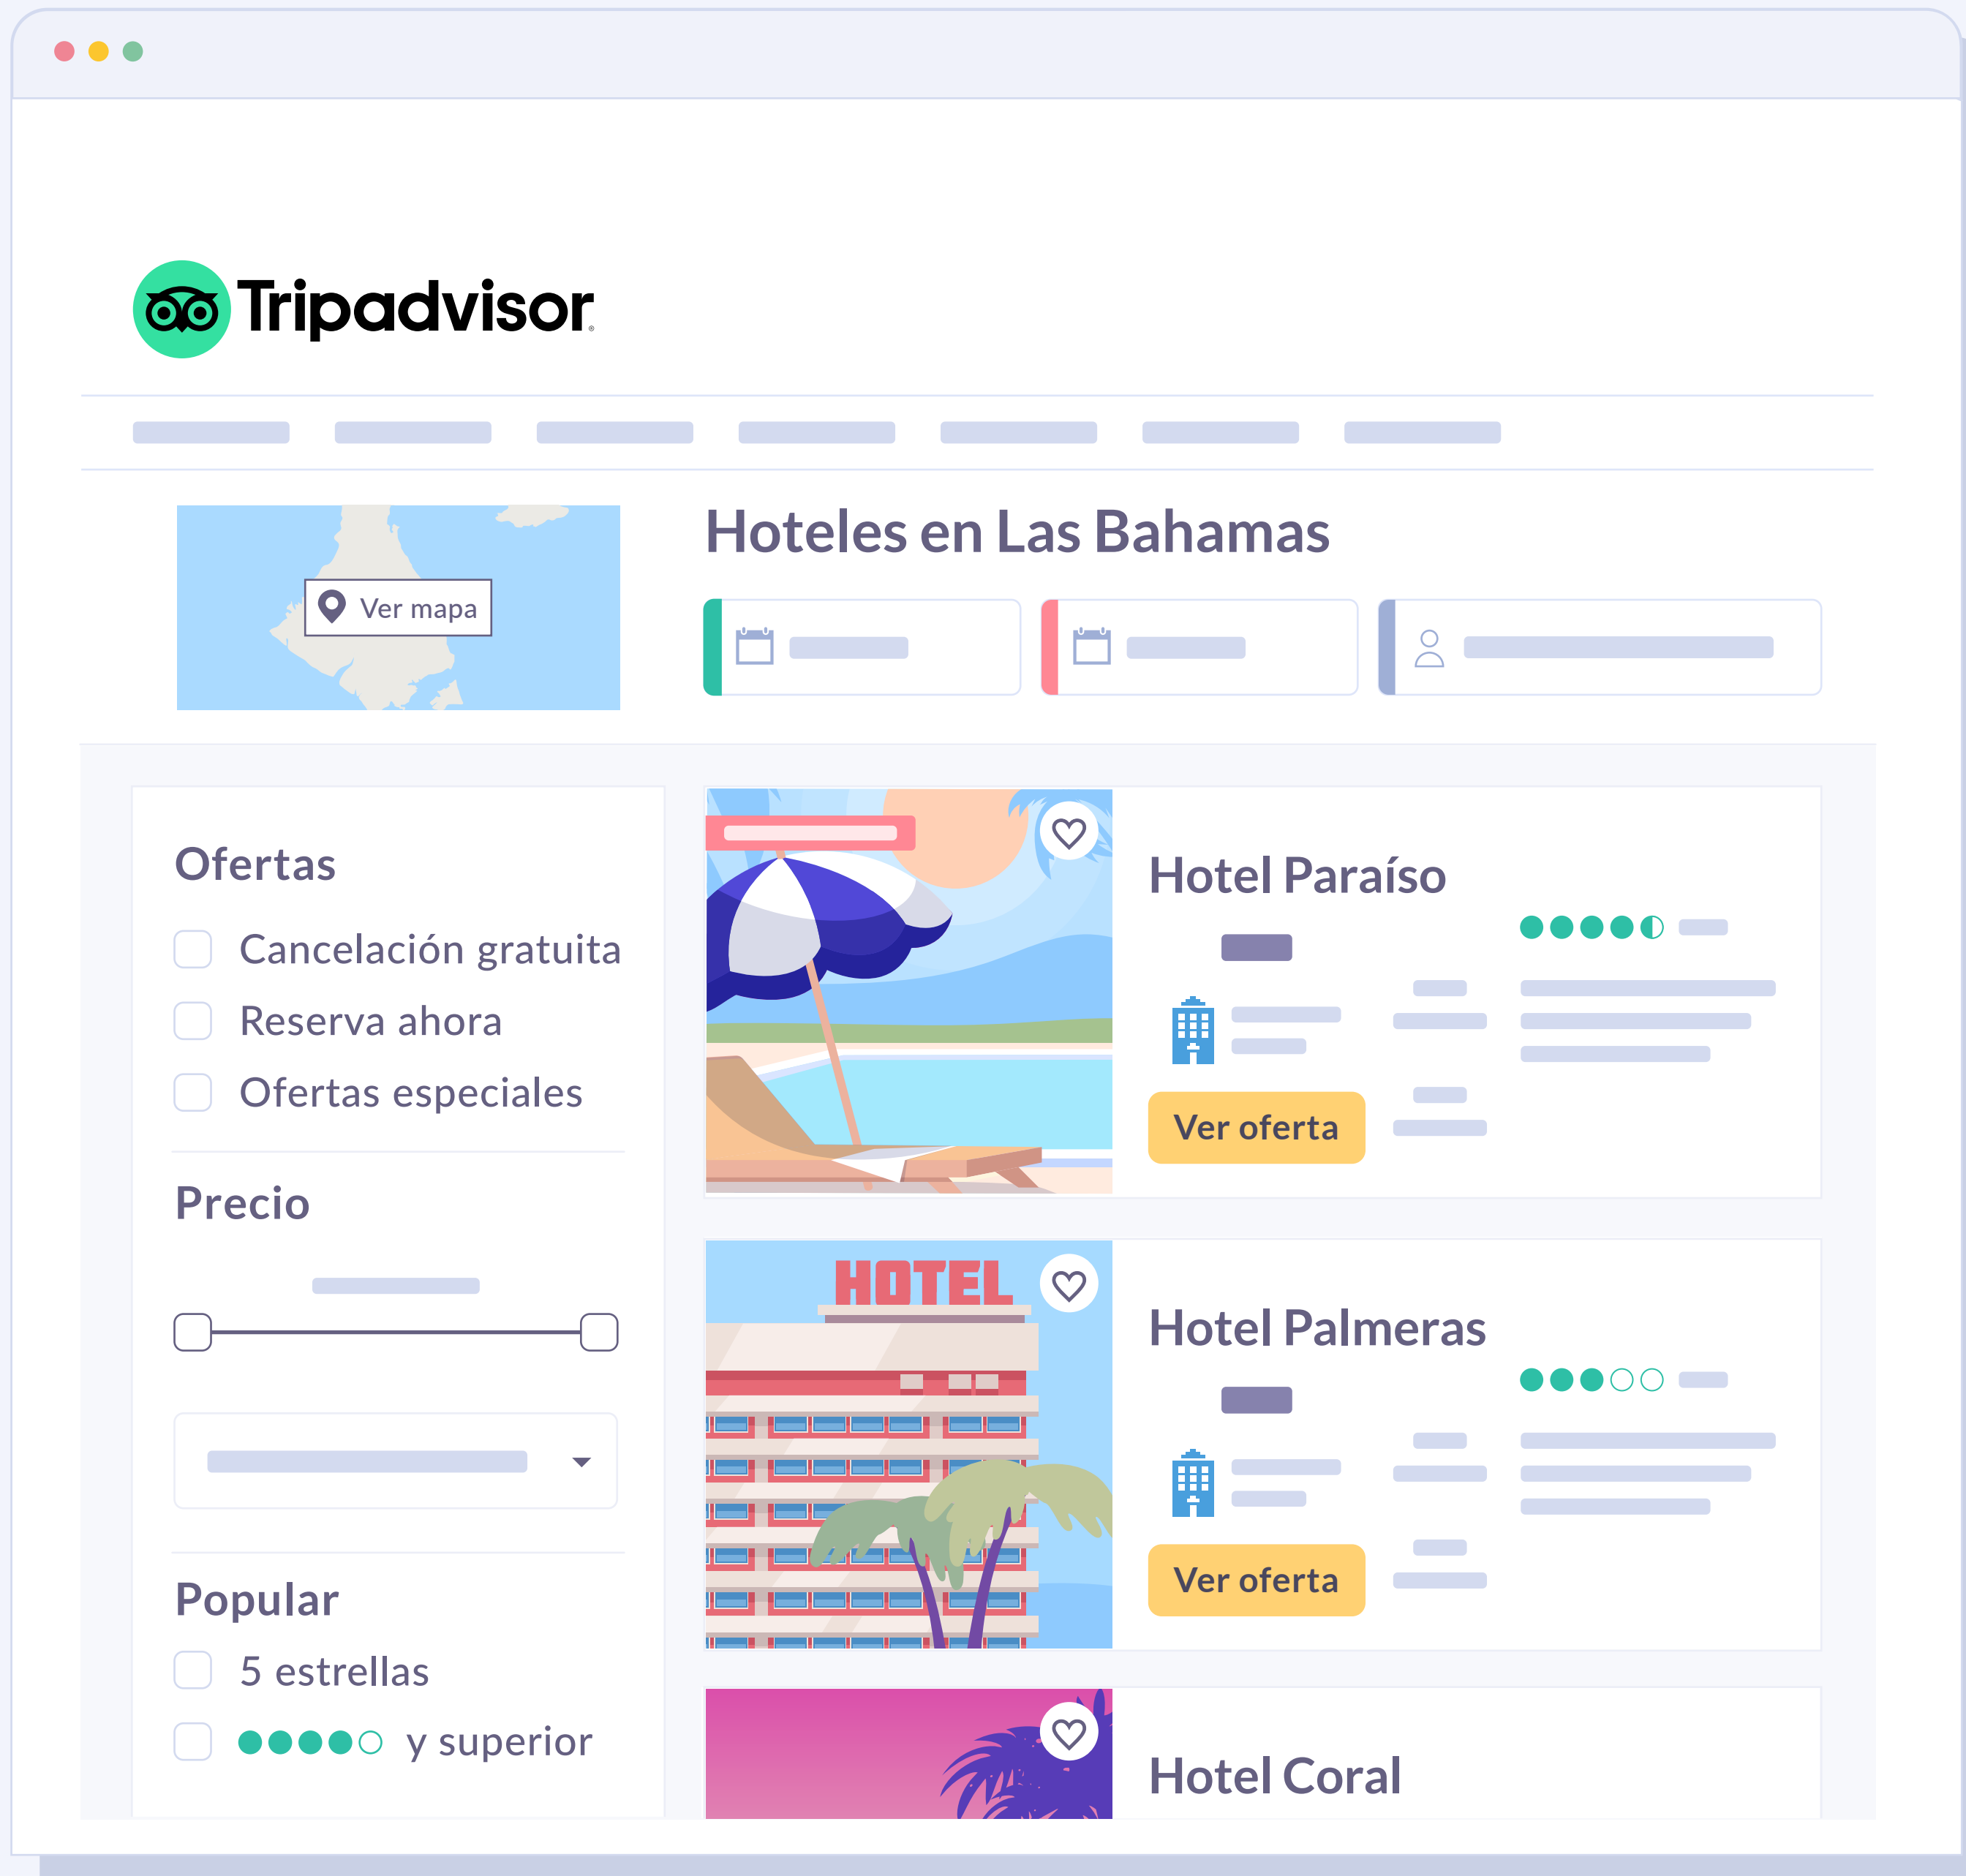 Tripadvisor®
Hoteles en Las Bahamas
Ver mapa
Ofertas
Cancelación gratuita
Reserva ahora
Ofertas especiales
Precio
Popular
5 estrellas
y superior
Hotel Paraíso
Ver oferta
HOTEL
Hotel Palmeras
Ver oferta
Hotel Coral